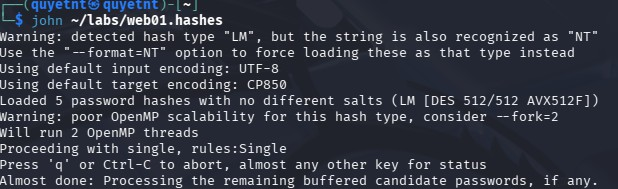 ┌──(quyetnt㉿quyetnt)-[~]
└─$ john ~/labs/web01.hashes
Warning: detected hash type "LM", but the string is also recognized as "NT"
Use the "--format=NT" option to force loading these as that type instead
Using default input encoding: UTF-8
Using default target encoding: CP850
Loaded 5 password hashes with no different salts (LM [DES 512/512 AVX512F])
Warning: poor OpenMP scalability for this hash type, consider --fork=2
Will run 2 OpenMP threads
Proceeding with single, rules:Single
Press 'q' or Ctrl-C to abort, almost any other key for status
Almost done: Processing the remaining buffered candidate passwords, if any.